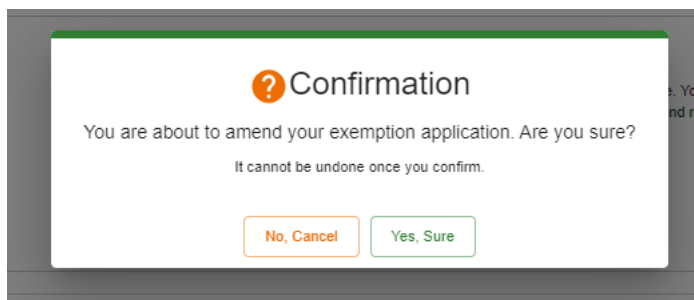 Confirmation
You are about to amend your exemption application. Are you sure?
It cannot be undone once you confirm.
No, Cancel
Yes, Sure